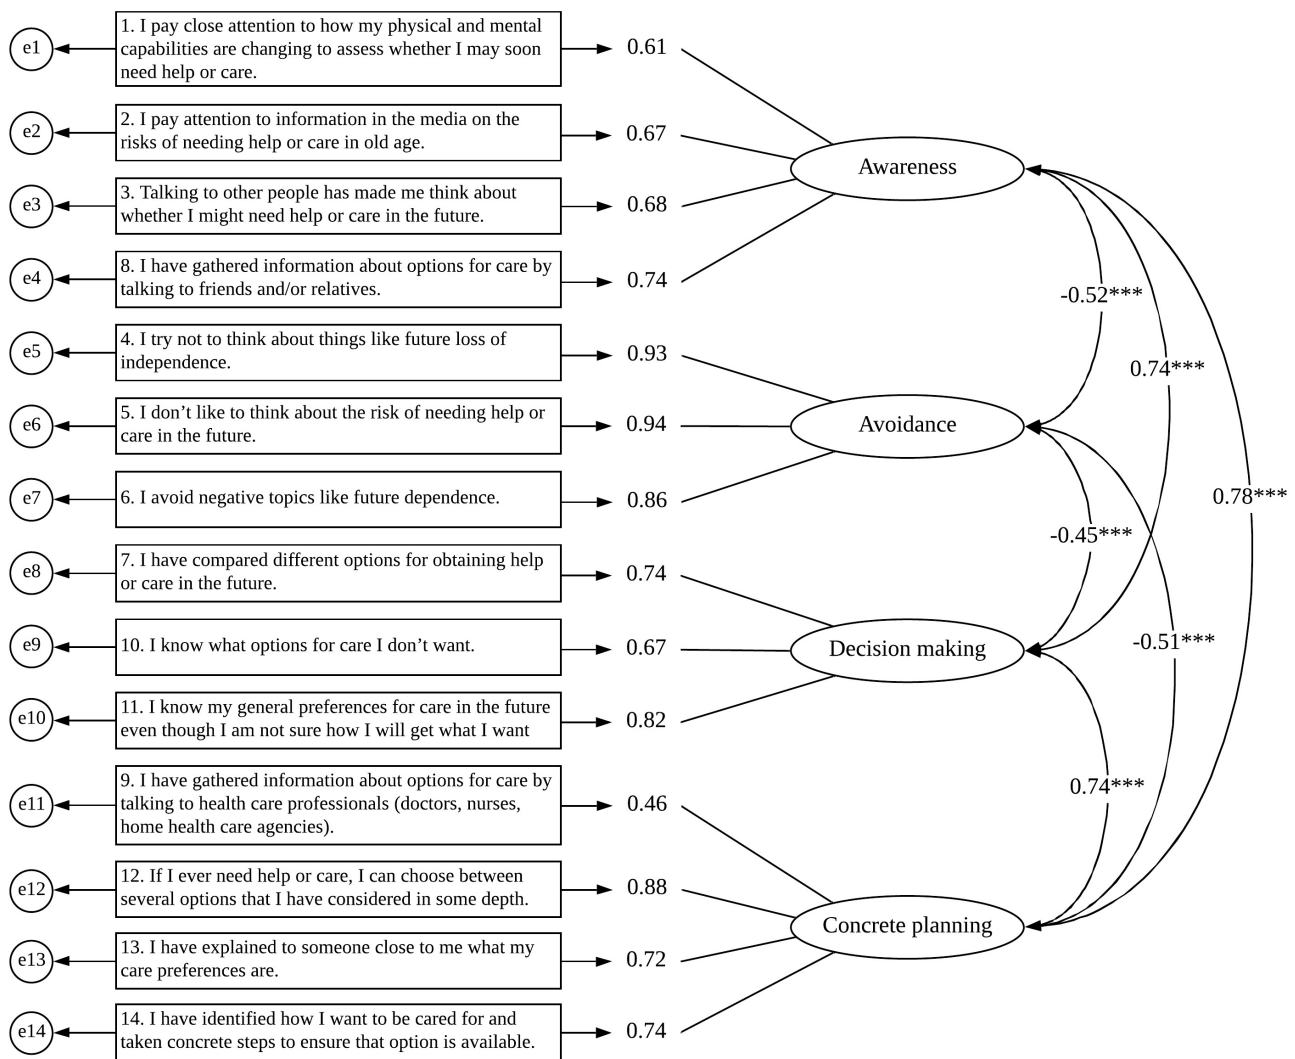 e1
1. I pay close attention to how my physical and mental
capabilities are changing to assess whether I may soon
need help or care.
0.61
e2
2. I pay attention to information in the media on the
risks of needing help or care in old age.
0.67
e3
3. Talking to other people has made me think about
whether I might need help or care in the future.
0.68
e4
8. I have gathered information about options for care by
talking to friends and/or relatives.
0.74
Awareness
e5
4. I try not to think about things like future loss of
independence.
0.93
e6
5. I don’t like to think about the risk of needing help or
care in the future.
0.94
e7
6. I avoid negative topics like future dependence.
0.86
Avoidance
e8
7. I have compared different options for obtaining help
or care in the future.
0.74
e9
10. I know what options for care I don’t want.
0.67
e10
11. I know my general preferences for care in the future
even though I am not sure how I will get what I want
0.82
Decision making
e11
9. I have gathered information about options for care by
talking to health care professionals (doctors, nurses,
home health care agencies).
0.46
e12
12. If I ever need help or care, I can choose between
several options that I have considered in some depth.
0.88
e13
13. I have explained to someone close to me what my
care preferences are.
0.72
e14
14. I have identified how I want to be cared for and
taken concrete steps to ensure that option is available.
0.74
Concrete planning
-0.52***
0.74***
0.78***
-0.45***
-0.51***
0.74***